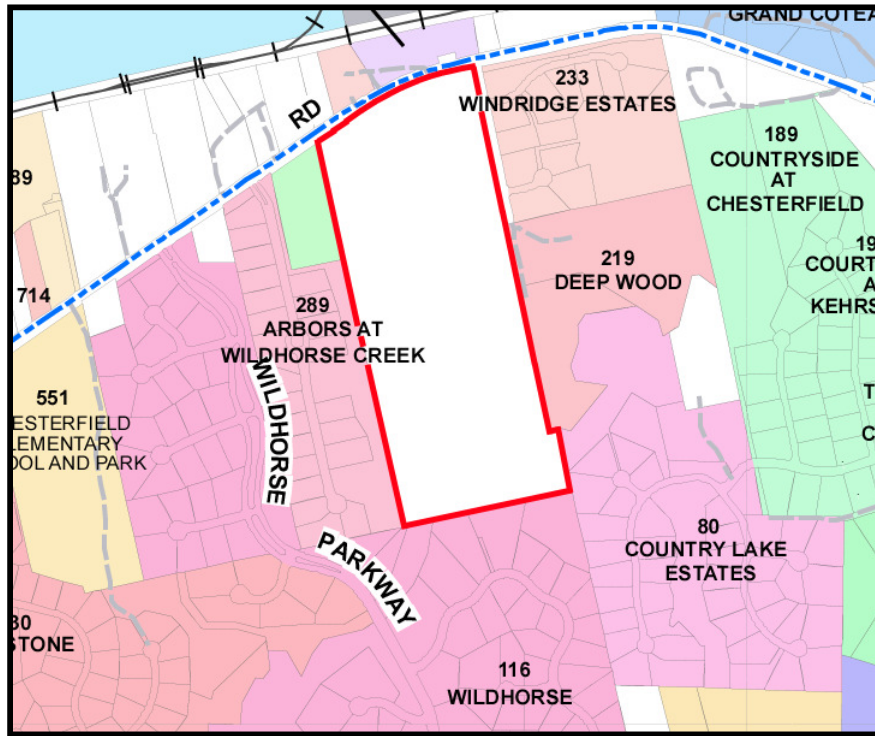 GRAND COTEA
233
WINDRIDGE ESTATES
RD
189
COUNTRYSIDE
AT
CHESTERFIELD
89
219
DEEP WOOD
19
COURT
A
KEHRS
714
289
ARBORS AT
WILDHORSE CREEK
WILDHORSE
551
ESTERFIELD
LEMENTARY
OOL AND PARK
T
C
80
COUNTRY LAKE
ESTATES
PARKWAY
30
STONE
116
WILDHORSE